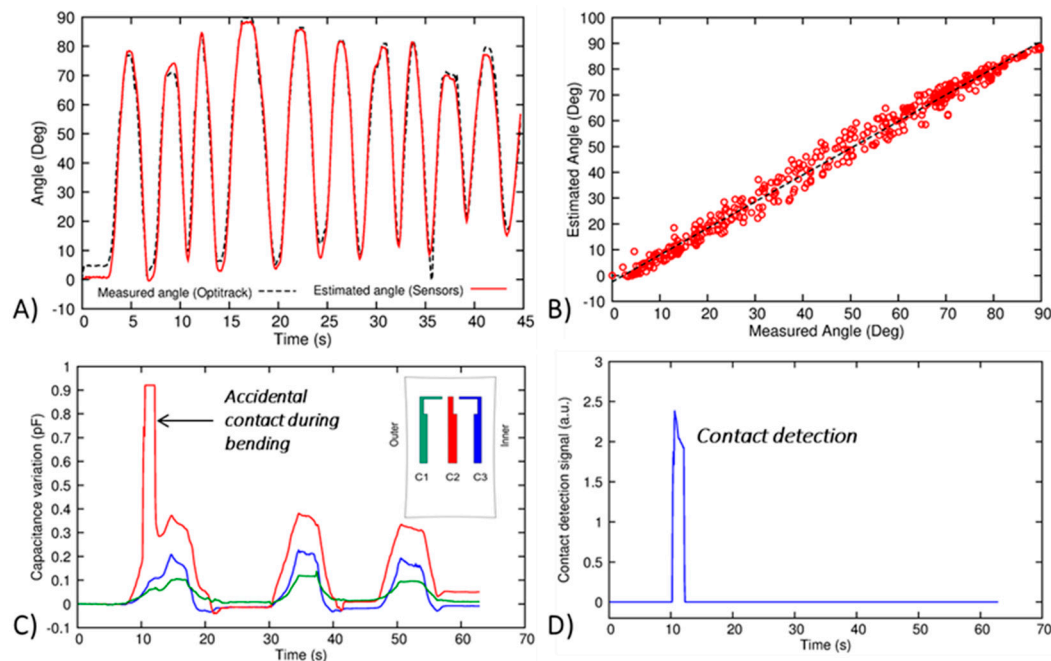 90
80
70
60
50
40
30
20
10
0
-10
Angle (Deg)
Measured angle (Optitrack)
Estimated angle (Sensors)
0 5 10 15 20 25 30 35 40 45
Time (s)
A)
100
90
80
70
60
50
40
30
20
10
0
-10
Estimated Angle (Deg)
0 10 20 30 40 50 60 70 80 90
Measured Angle (Deg)
B)
1
0.9
0.8
0.7
0.6
0.5
0.4
0.3
0.2
0.1
0
-0.1
Capacitance variation (pF)
Accidental
contact during
bending
Outer
Inner
C1 C2 C3
0 10 20 30 40 50 60 70
Time (s)
C)
3
2.5
2
1.5
1
0.5
0
Contact detection signal (a.u.)
Contact detection
0 10 20 30 40 50 60 70
Time (s)
D)